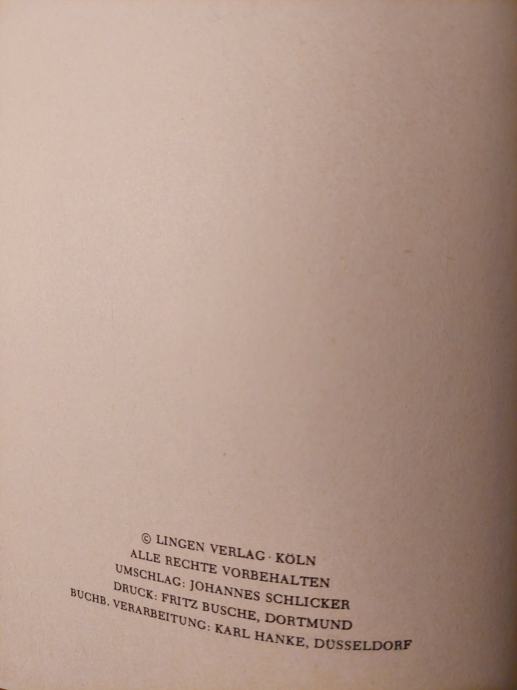 © LINGEN VERLAG · KÖLN
ALLE RECHTE VORBEHALTEN
UMSCHLAG: JOHANNES SCHLICKER
DRUCK: FRITZ BUSCHE, DORTMUND
BUCHB. VERARBEITUNG: KARL HANKE, DÜSSELDORF